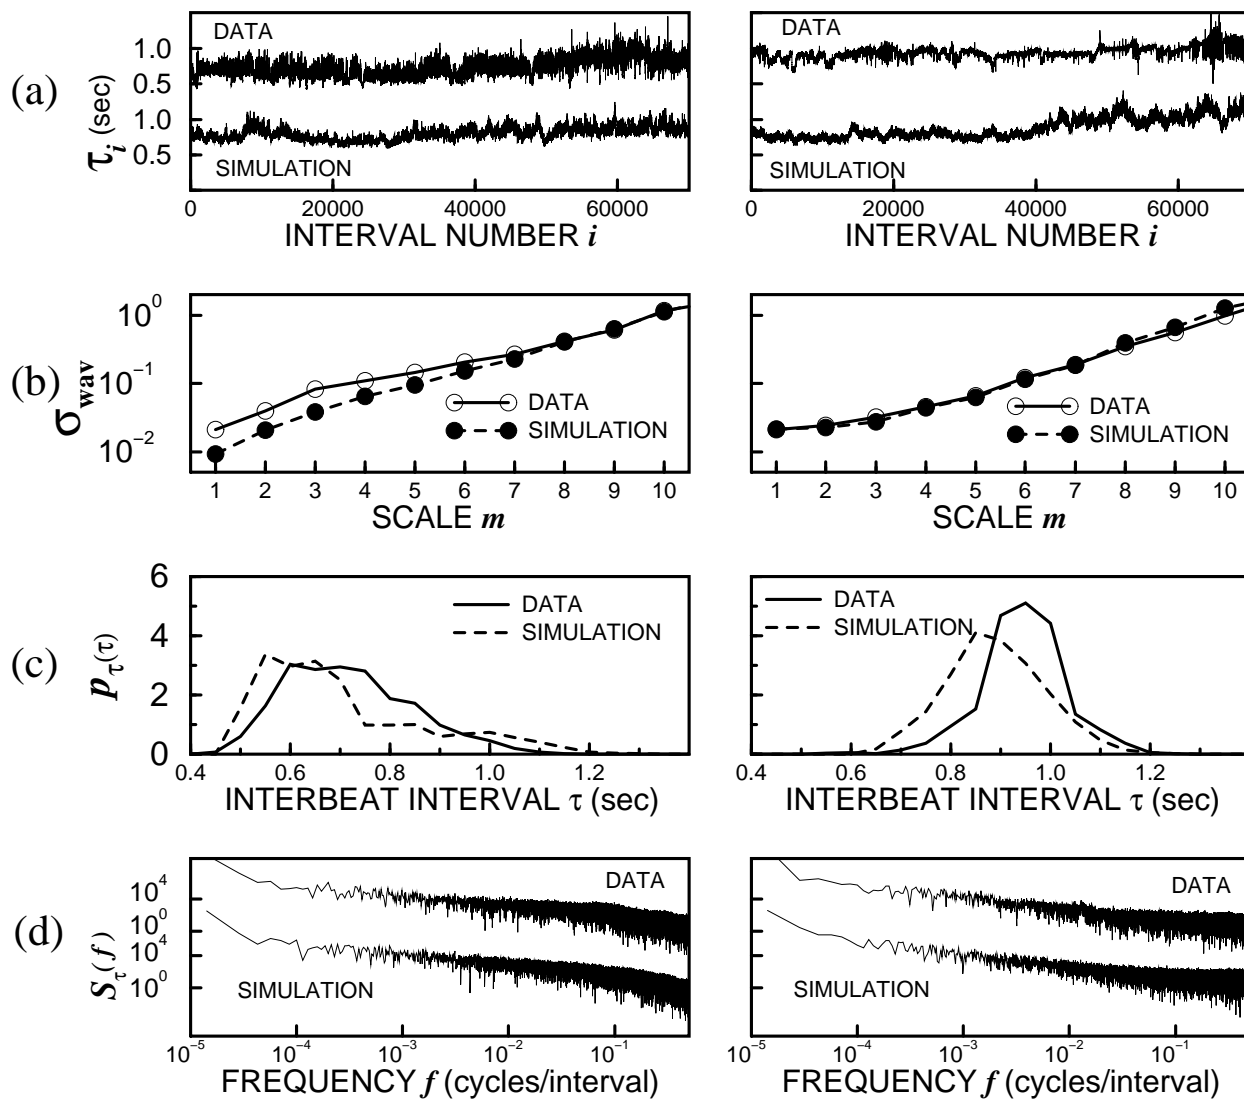 (a)
τi (sec)
1.0
0.5
1.0
0.5
DATA
SIMULATION
0 20000 40000 60000
INTERVAL NUMBER i
DATA
SIMULATION
0 20000 40000 60000
INTERVAL NUMBER i
(b)
σwav
10^0
10^−1
10^−2
DATA
SIMULATION
1 2 3 4 5 6 7 8 9 10
SCALE m
DATA
SIMULATION
1 2 3 4 5 6 7 8 9 10
SCALE m
(c)
pτ(τ)
6
4
2
0
DATA
SIMULATION
0.4 0.6 0.8 1.0 1.2
INTERBEAT INTERVAL τ (sec)
DATA
SIMULATION
0.4 0.6 0.8 1.0 1.2
INTERBEAT INTERVAL τ (sec)
(d)
Sτ(f)
10^4
10^0
10^4
10^0
DATA
SIMULATION
10^−5 10^−4 10^−3 10^−2 10^−1
FREQUENCY f (cycles/interval)
DATA
SIMULATION
10^−5 10^−4 10^−3 10^−2 10^−1
FREQUENCY f (cycles/interval)